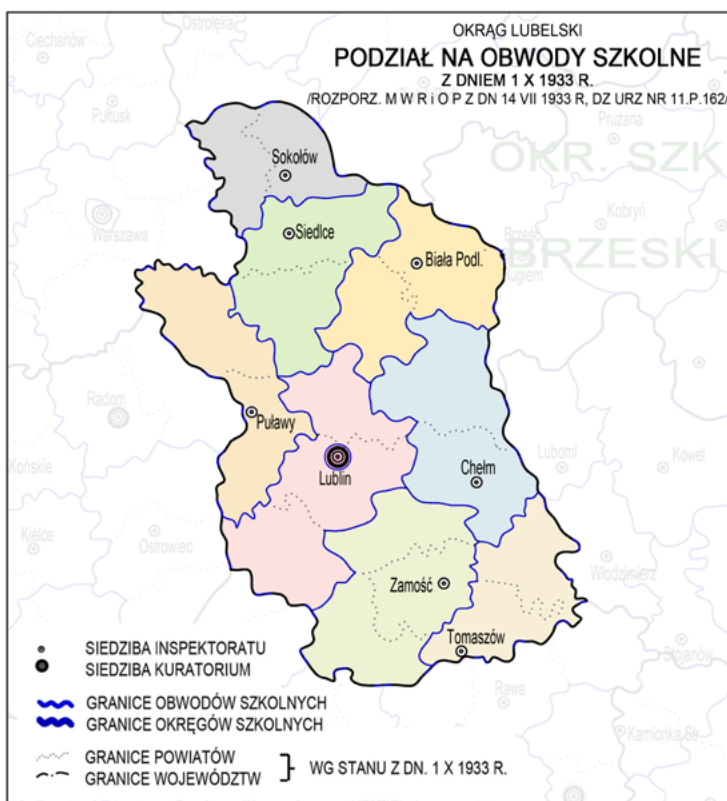 OKRĄG LUBELSKI
PODZIAŁ NA OBWODY SZKOLNE
Z DNIEM 1 X 1933 R.
/ROZPORZ. M W R i O P Z DN 14 VII 1933 R, DZ URZ NR 11.P.162/
Ostrołęka
Ciechanów
Pułtusk
Prużana
Sokołów
OKR. SZK
Kobryń
Warszawa
Siedlce
Brześć
BRZESKI
Biała Podl.
Bugiem
Radom
Puławy
Końskie
Luboml
Kowel
Lublin
Chełm
Kielce
Ostrowiec
Włodzimierz
Zamość
Tomaszów
Stojanów
Rawa
Kamionka Str.
SIEDZIBA INSPEKTORATU
SIEDZIBA KURATORIUM
GRANICE OBWODÓW SZKOLNYCH
GRANICE OKRĘGÓW SZKOLNYCH
GRANICE POWIATÓW
GRANICE WOJEWÓDZTW
} WG STANU Z DN. 1 X 1933 R.